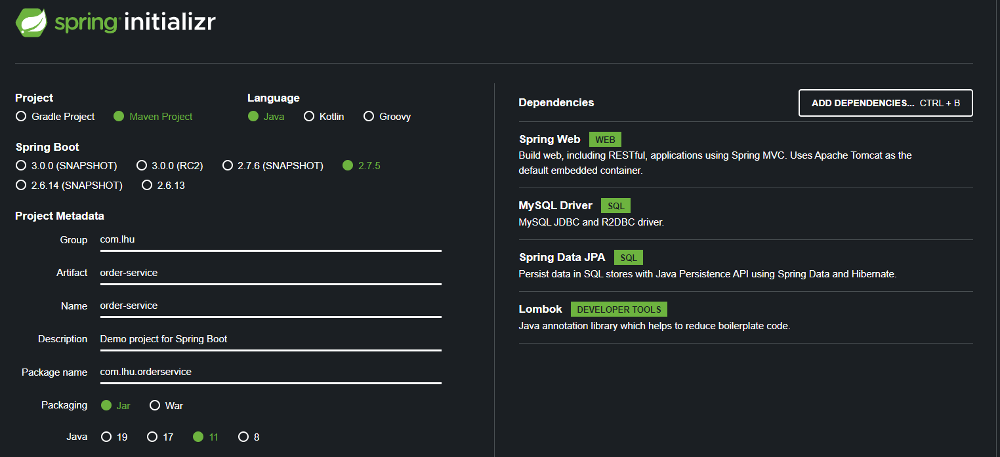 spring initializr
Project
Gradle Project Maven Project
Language
Java Kotlin Groovy
Spring Boot
3.0.0 (SNAPSHOT) 3.0.0 (RC2) 2.7.6 (SNAPSHOT) 2.7.5
2.6.14 (SNAPSHOT) 2.6.13
Project Metadata
Group com.lhu
Artifact order-service
Name order-service
Description Demo project for Spring Boot
Package name com.lhu.orderservice
Packaging Jar War
Java 19 17 11 8
Dependencies
ADD DEPENDENCIES... CTRL + B
Spring Web WEB
Build web, including RESTful, applications using Spring MVC. Uses Apache Tomcat as the
default embedded container.
MySQL Driver SQL
MySQL JDBC and R2DBC driver.
Spring Data JPA SQL
Persist data in SQL stores with Java Persistence API using Spring Data and Hibernate.
Lombok DEVELOPER TOOLS
Java annotation library which helps to reduce boilerplate code.